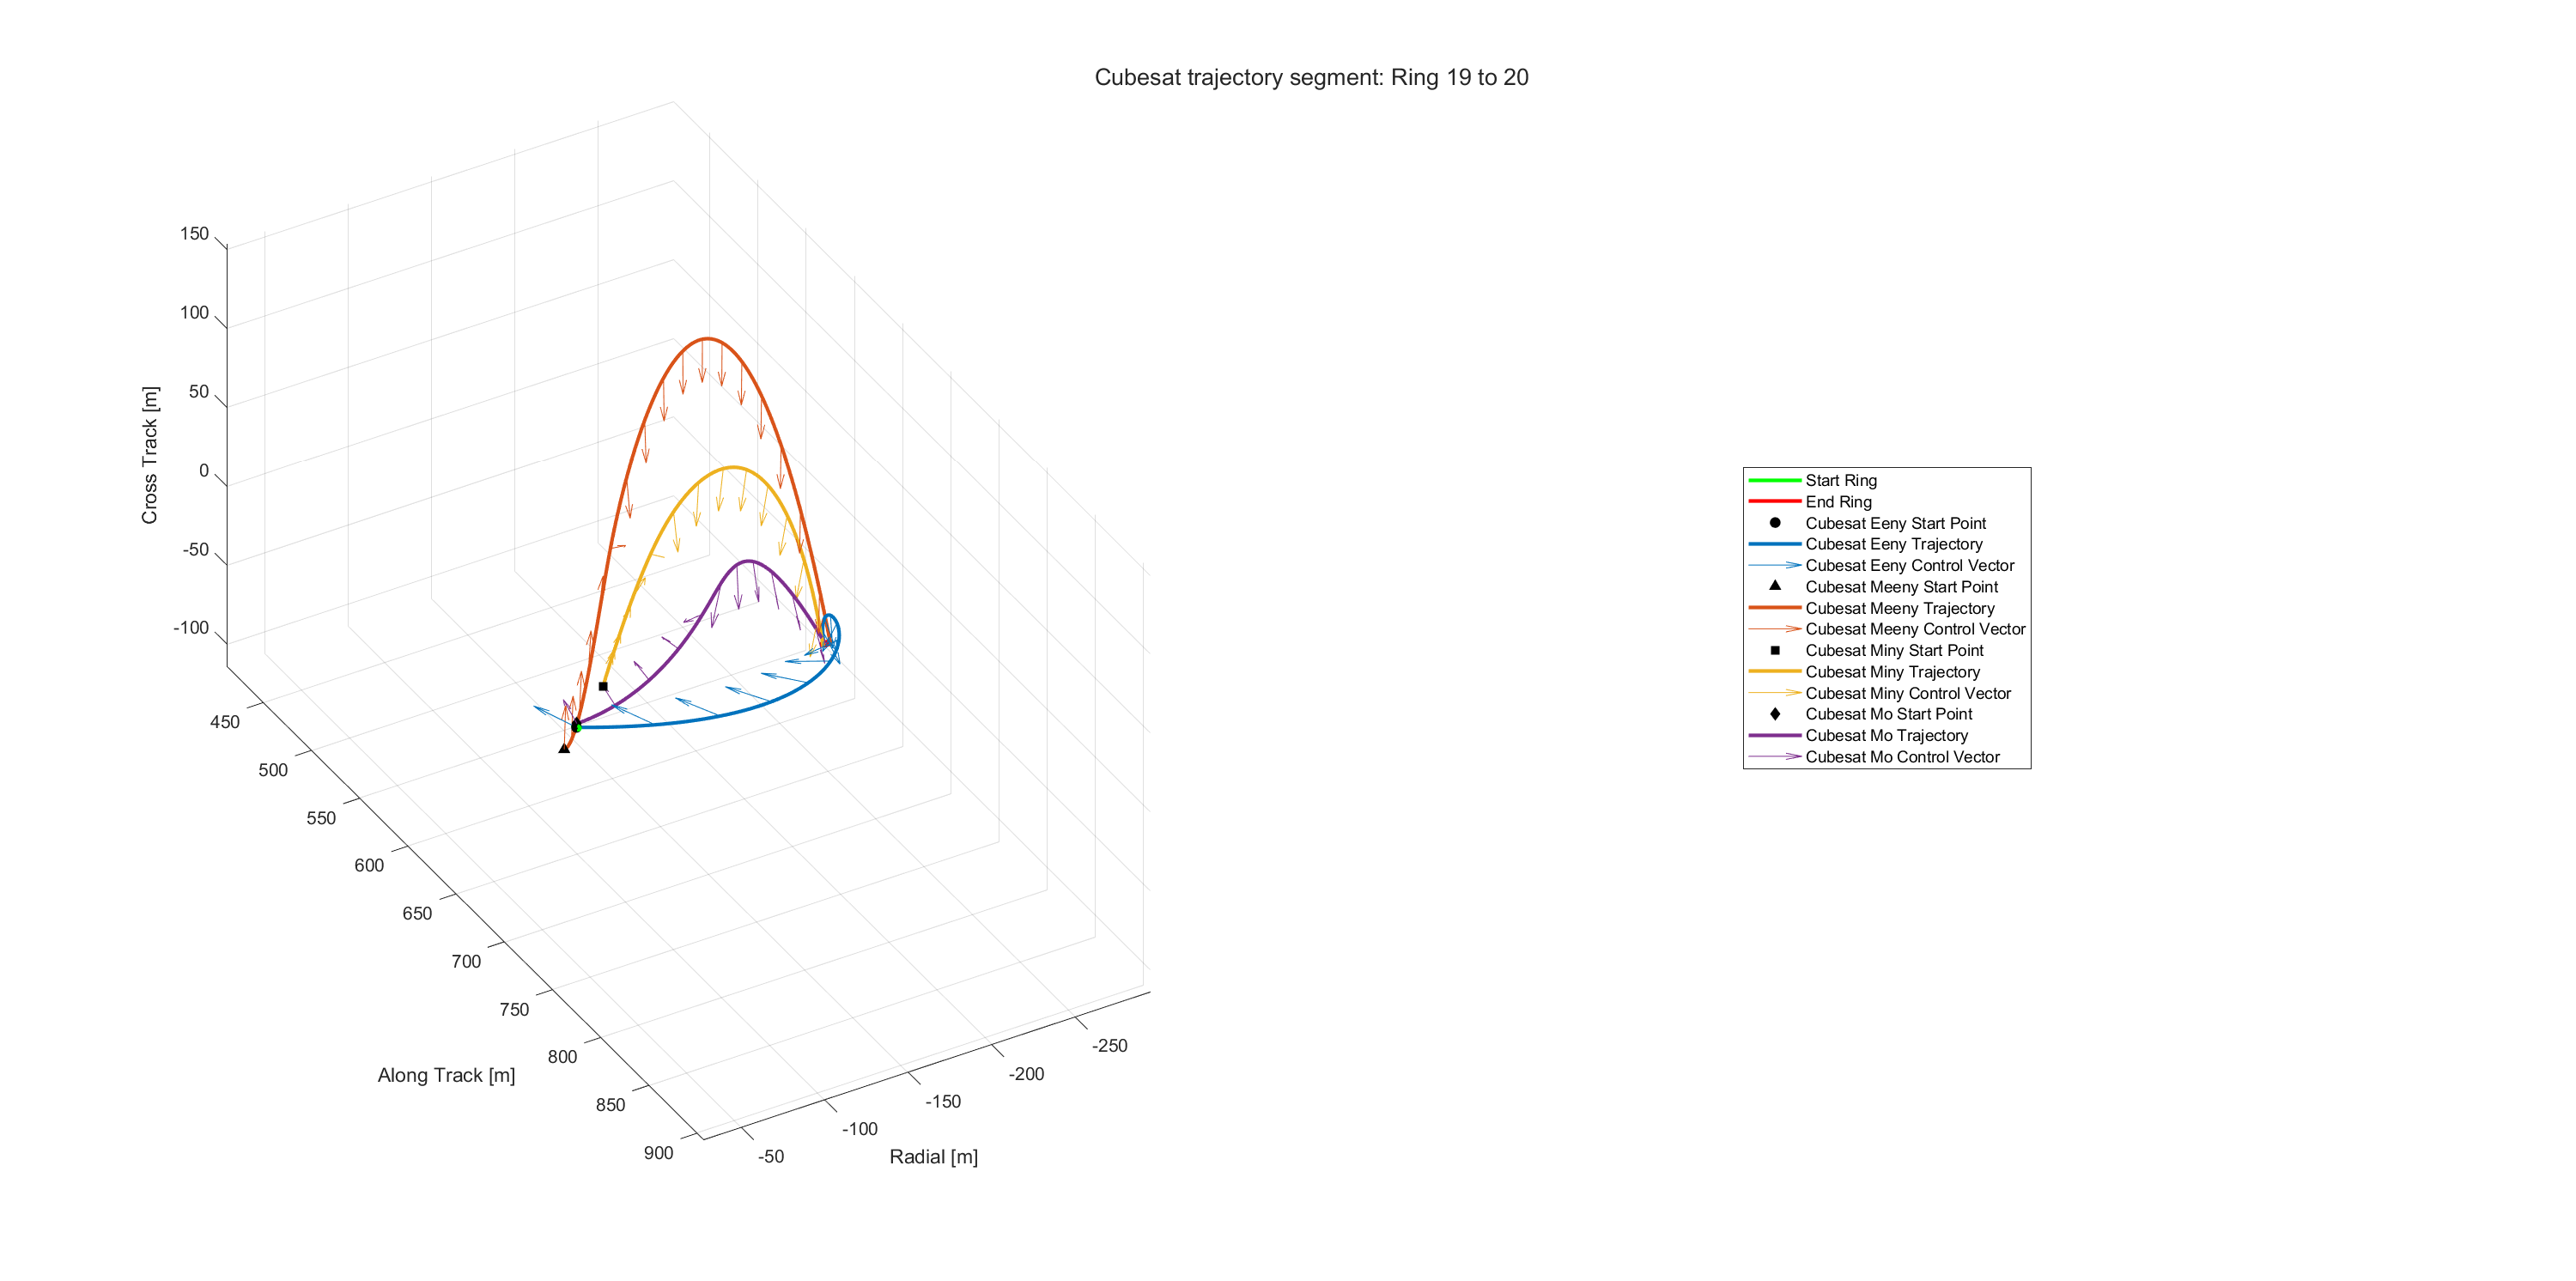 Cubesat trajectory segment: Ring 19 to 20
150
100
50
0
-50
-100
Cross Track [m]
450
500
550
600
650
700
750
800
850
900
Along Track [m]
-50
-100
-150
-200
-250
Radial [m]
Start Ring
End Ring
Cubesat Eeny Start Point
Cubesat Eeny Trajectory
Cubesat Eeny Control Vector
Cubesat Meeny Start Point
Cubesat Meeny Trajectory
Cubesat Meeny Control Vector
Cubesat Miny Start Point
Cubesat Miny Trajectory
Cubesat Miny Control Vector
Cubesat Mo Start Point
Cubesat Mo Trajectory
Cubesat Mo Control Vector